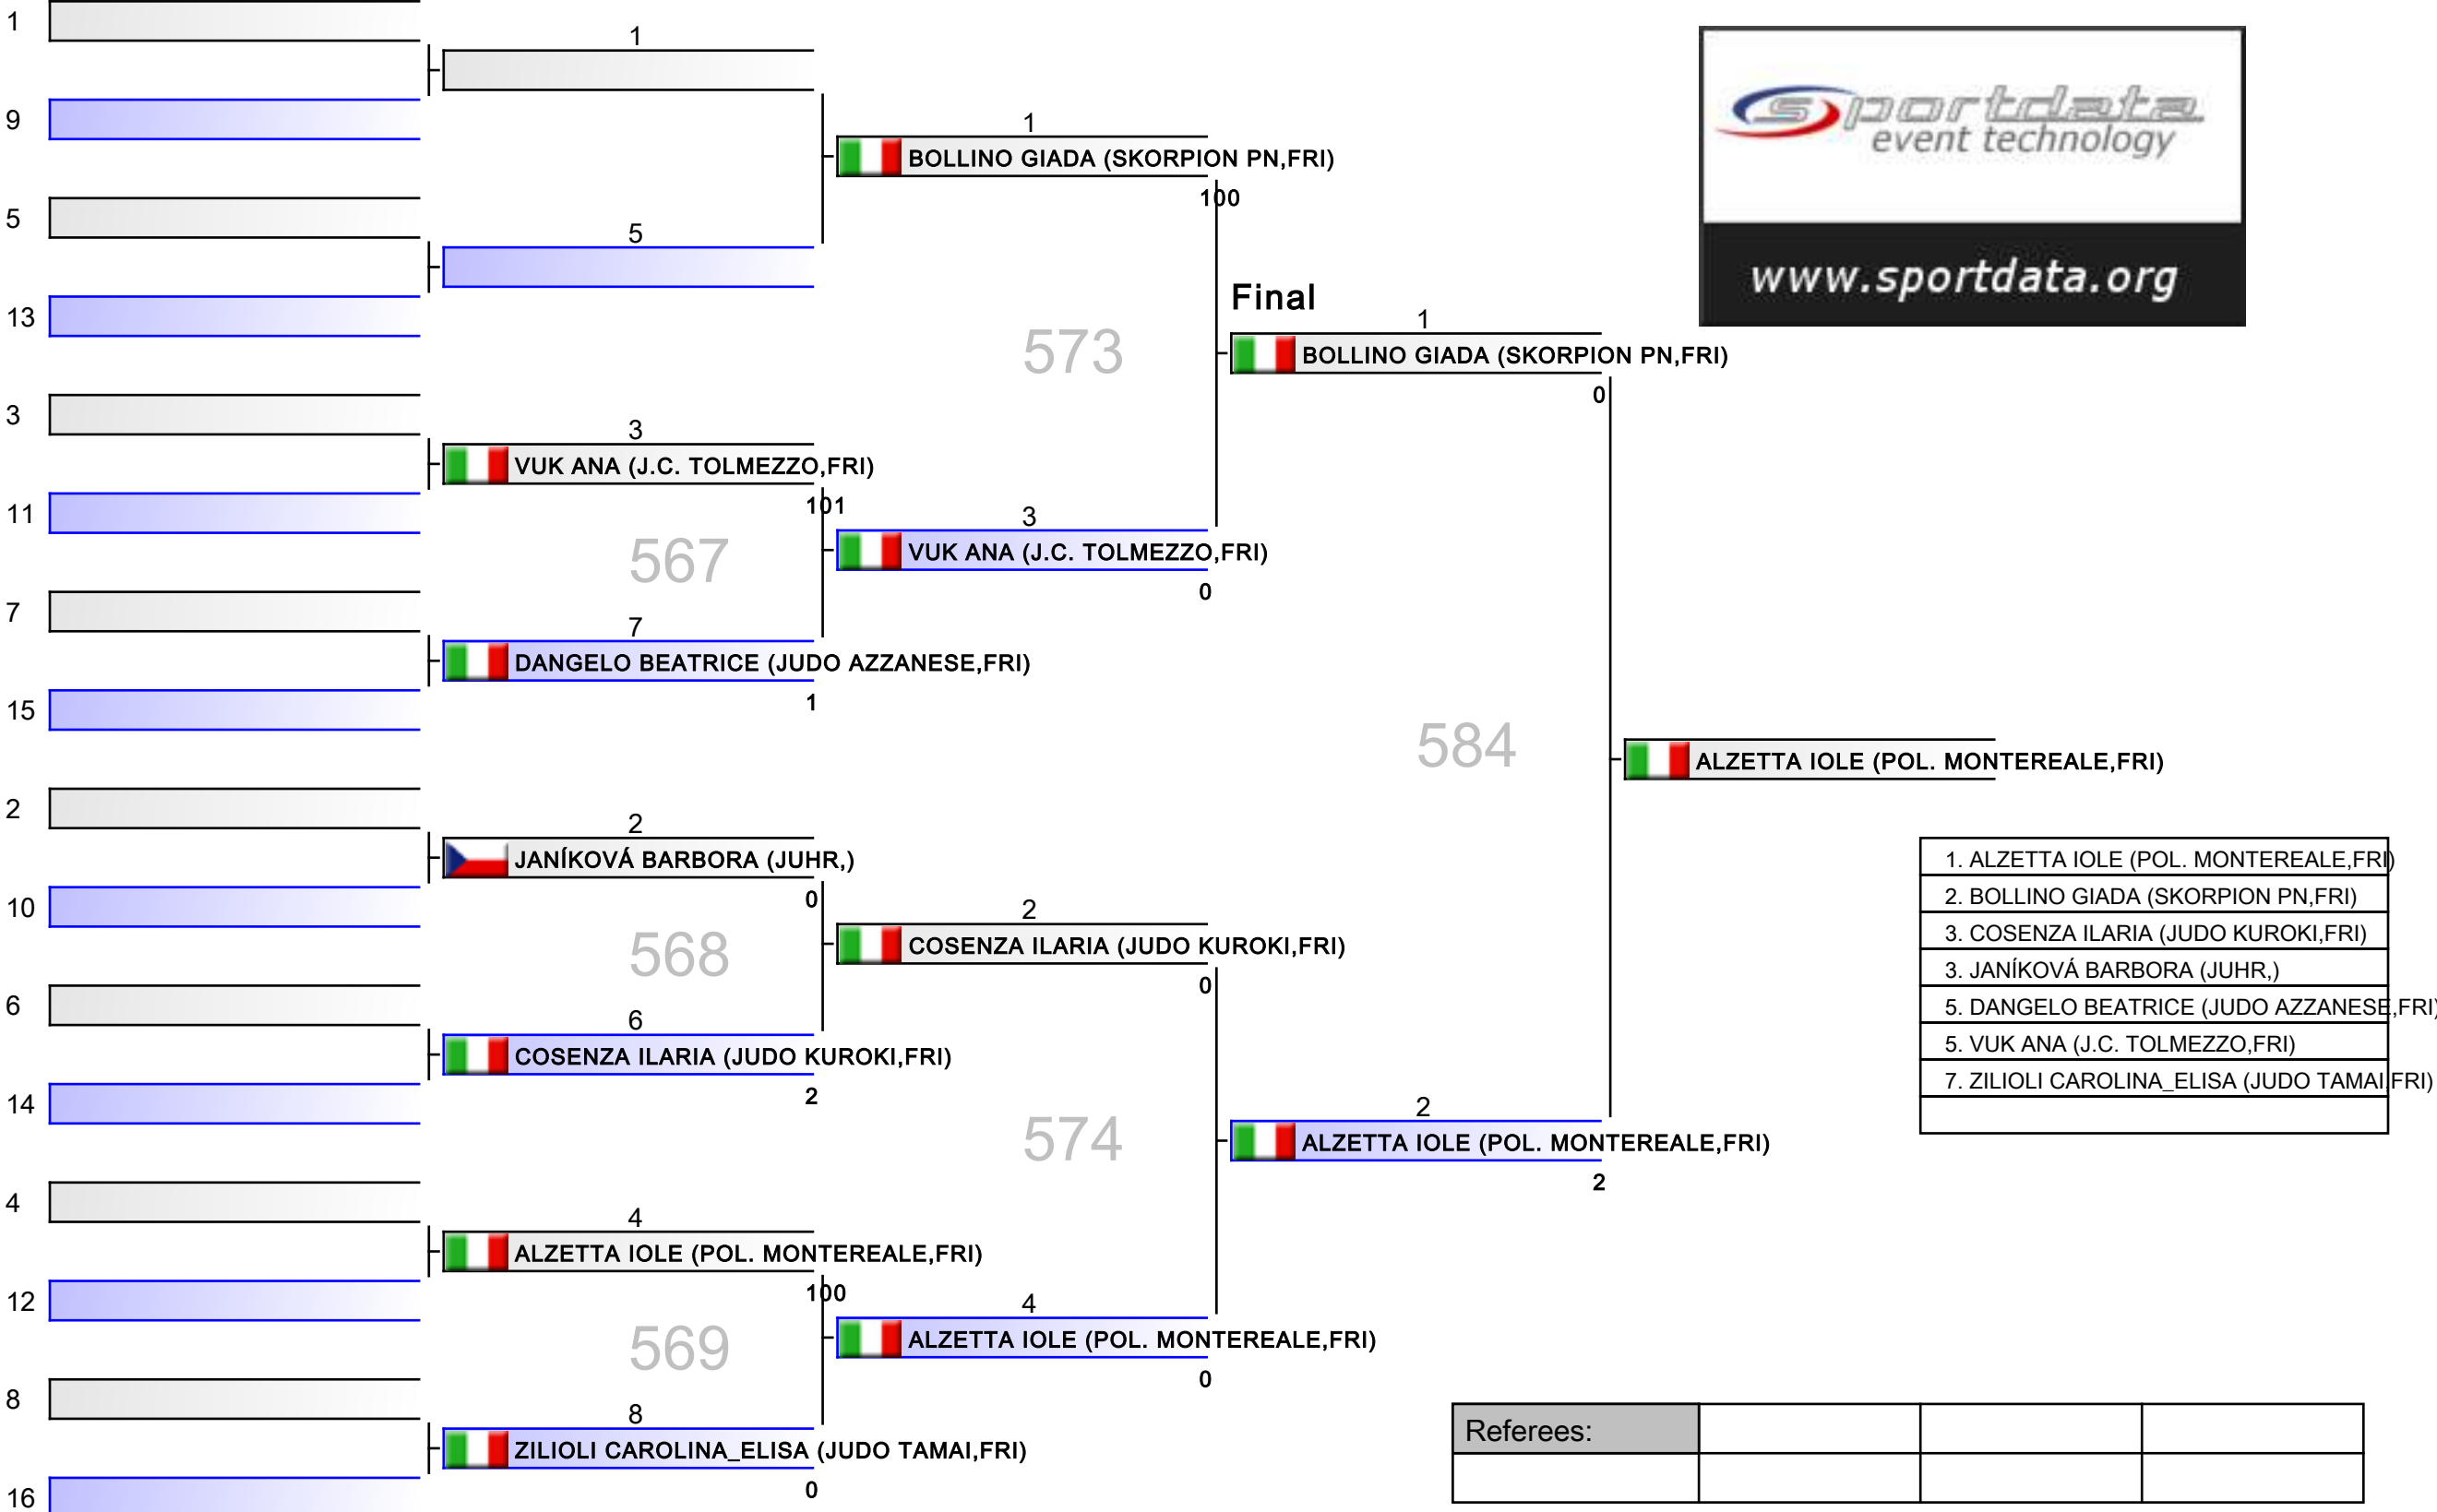 1
1
9
1
BOLLINO GIADA (SKORPION PN,FRI)
100
sportdata
event technology
www.sportdata.org
5
5
13
Final
1
573
BOLLINO GIADA (SKORPION PN,FRI)
0
3
3
VUK ANA (J.C. TOLMEZZO,FRI)
101
11
3
567
VUK ANA (J.C. TOLMEZZO,FRI)
0
7
7
DANGELO BEATRICE (JUDO AZZANESE,FRI)
1
15
584
ALZETTA IOLE (POL. MONTEREALE,FRI)
2
2
JANÍKOVÁ BARBORA (JUHR,)
0
10
2
568
COSENZA ILARIA (JUDO KUROKI,FRI)
0
6
6
COSENZA ILARIA (JUDO KUROKI,FRI)
2
14
1. ALZETTA IOLE (POL. MONTEREALE,FRI)
2. BOLLINO GIADA (SKORPION PN,FRI)
3. COSENZA ILARIA (JUDO KUROKI,FRI)
3. JANÍKOVÁ BARBORA (JUHR,)
5. DANGELO BEATRICE (JUDO AZZANESE,FRI)
5. VUK ANA (J.C. TOLMEZZO,FRI)
7. ZILIOLI CAROLINA_ELISA (JUDO TAMAI,FRI)
574
2
ALZETTA IOLE (POL. MONTEREALE,FRI)
2
4
4
ALZETTA IOLE (POL. MONTEREALE,FRI)
100
12
4
569
ALZETTA IOLE (POL. MONTEREALE,FRI)
0
8
8
ZILIOLI CAROLINA_ELISA (JUDO TAMAI,FRI)
0
16
Referees: